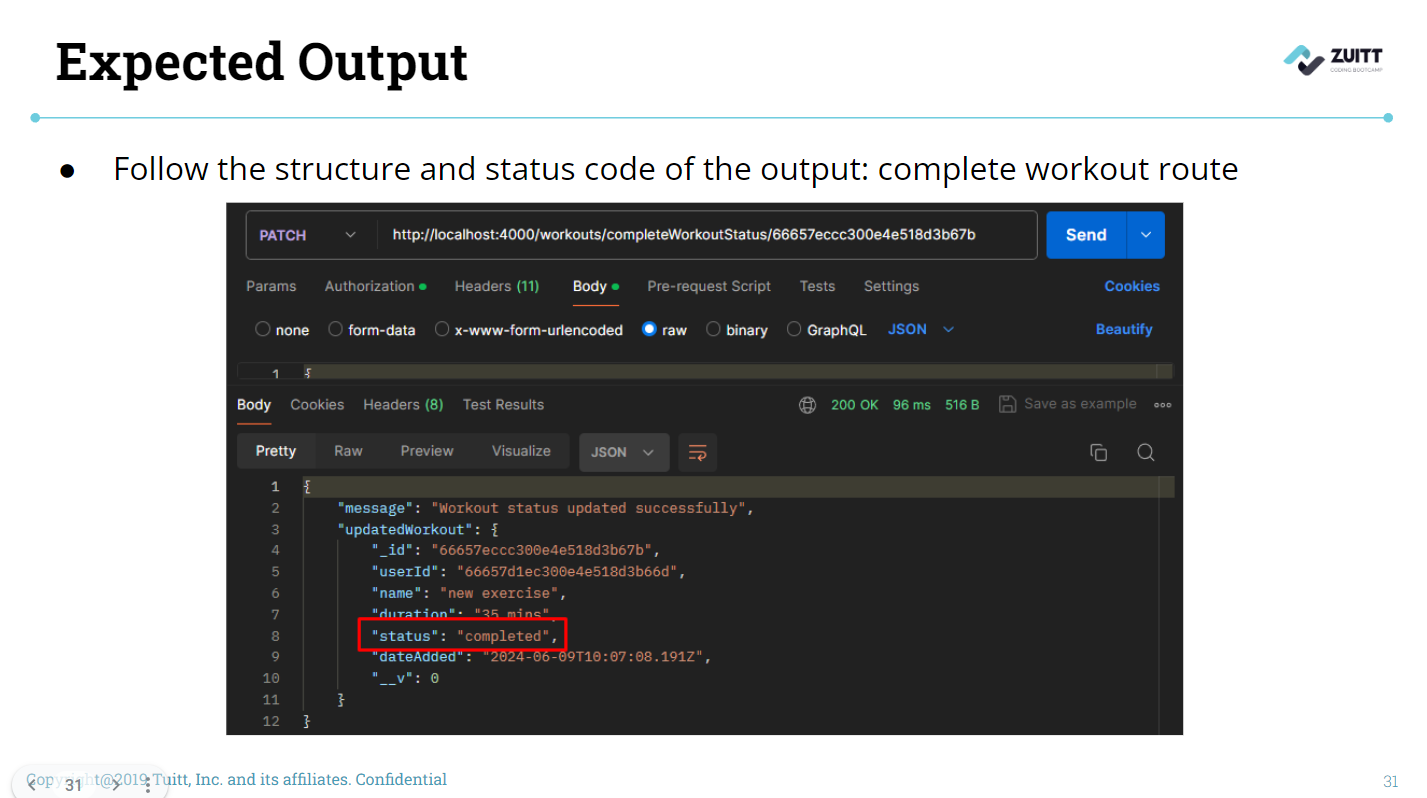 Expected Output
ZUITT
CODING BOOTCAMP
● Follow the structure and status code of the output: complete workout route
PATCH http://localhost:4000/workouts/completeWorkoutStatus/66657eccc300e4e518d3b67b Send
Params Authorization Headers (11) Body Pre-request Script Tests Settings Cookies
none form-data x-www-form-urlencoded raw binary GraphQL JSON Beautify
1 {
Body Cookies Headers (8) Test Results 200 OK 96 ms 516 B Save as example
Pretty Raw Preview Visualize JSON
1 {
2 "message": "Workout status updated successfully",
3 "updatedWorkout": {
4 "_id": "66657eccc300e4e518d3b67b",
5 "userId": "66657d1ec300e4e518d3b66d",
6 "name": "new exercise",
7 "duration": "35 mins",
8 "status": "completed",
9 "dateAdded": "2024-06-09T10:07:08.191Z",
10 "__v": 0
11 }
12 }
Copyright@2019 Tuitt, Inc. and its affiliates. Confidential
31
31